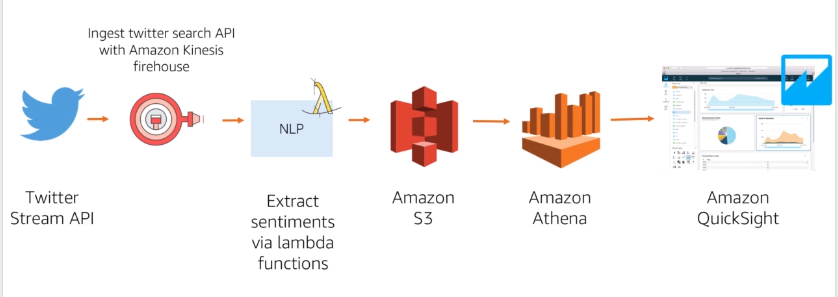 Ingest twitter search API
with Amazon Kinesis
firehouse
NLP
Twitter
Stream API
Extract
sentiments
via lambda
functions
Amazon
S3
Amazon
Athena
Amazon
QuickSight